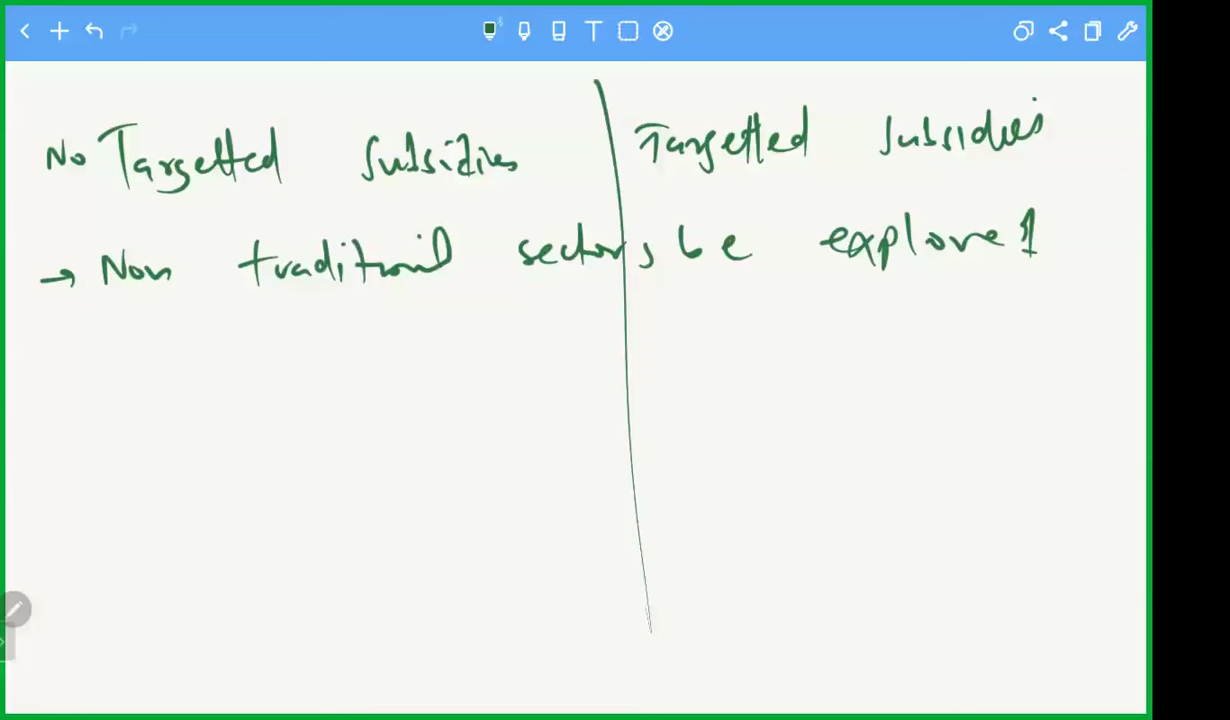 No Targetted subsidies
Targetted subsidies
→ Non traditional sectors be explored